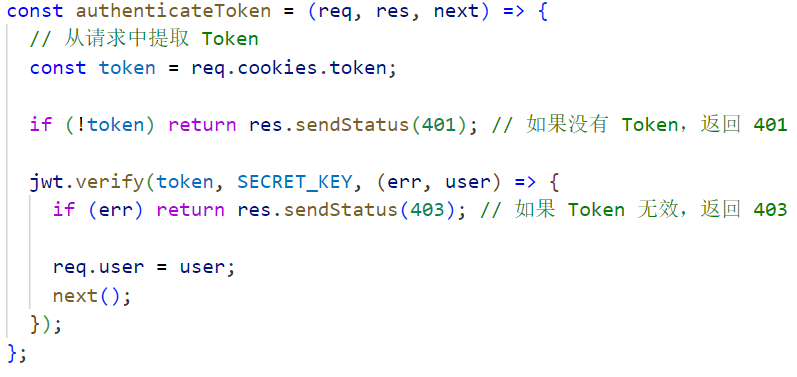 const authenticateToken = (req, res, next) => {
  // 从请求中提取 Token
  const token = req.cookies.token;

  if (!token) return res.sendStatus(401); // 如果没有 Token，返回 401

  jwt.verify(token, SECRET_KEY, (err, user) => {
    if (err) return res.sendStatus(403); // 如果 Token 无效，返回 403

    req.user = user;
    next();
  });
};